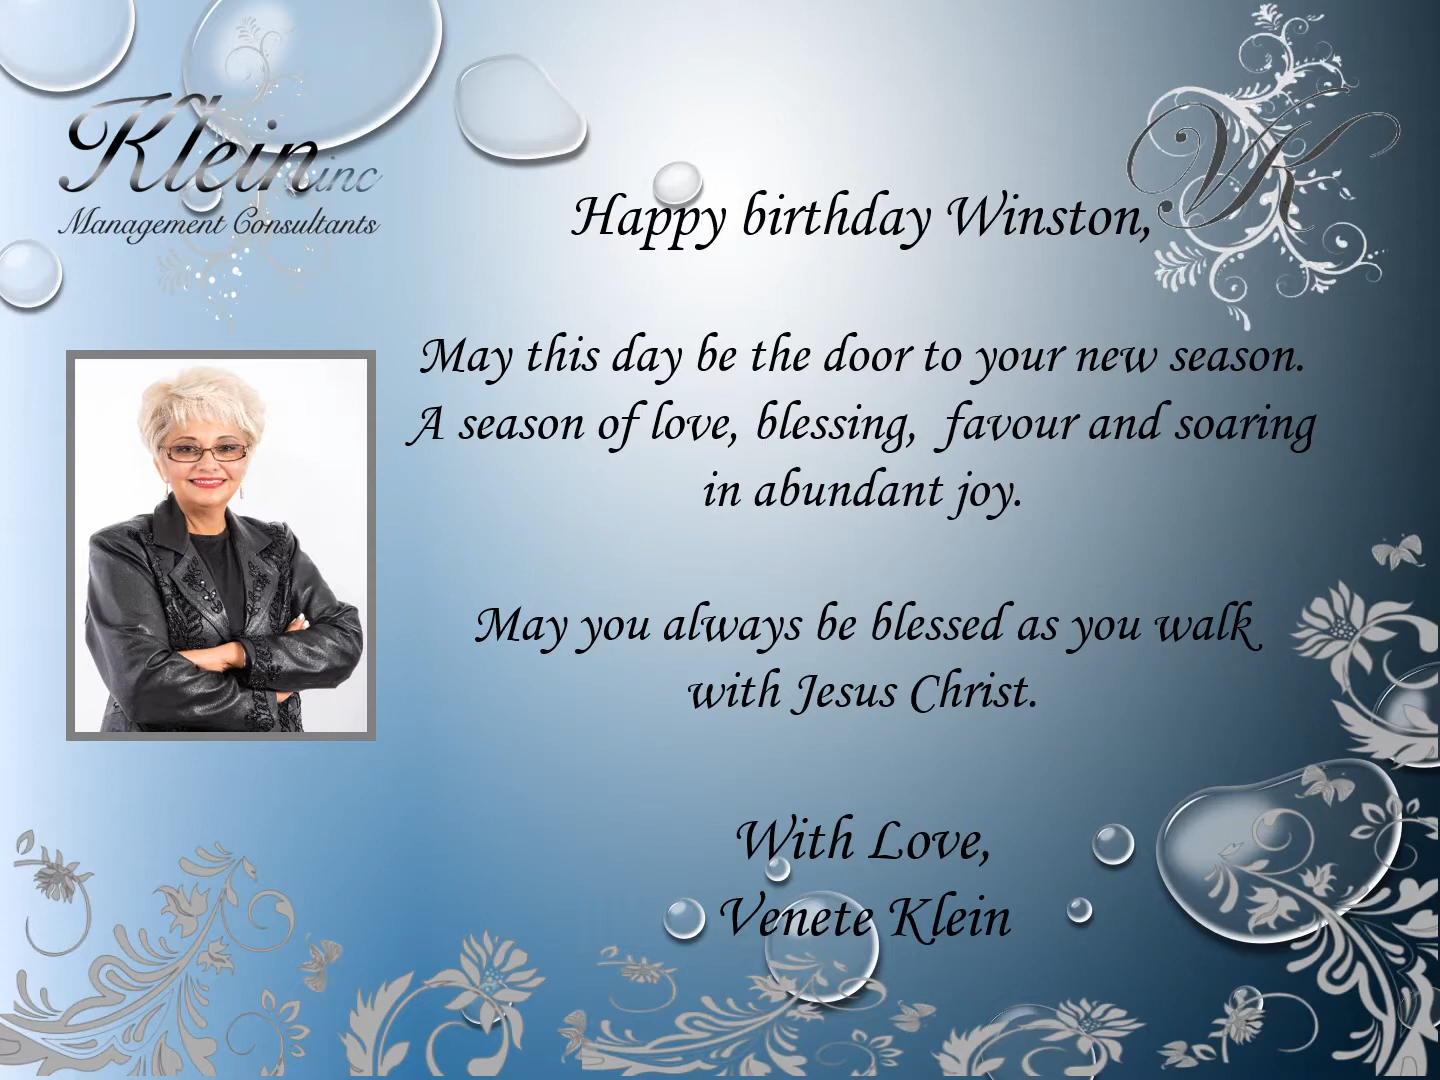 Klein inc
Management Consultants
VK
Happy birthday Winston,
May this day be the door to your new season.
A season of love, blessing,  favour and soaring
in abundant joy.
May you always be blessed as you walk
with Jesus Christ.
With Love,
Venete Klein